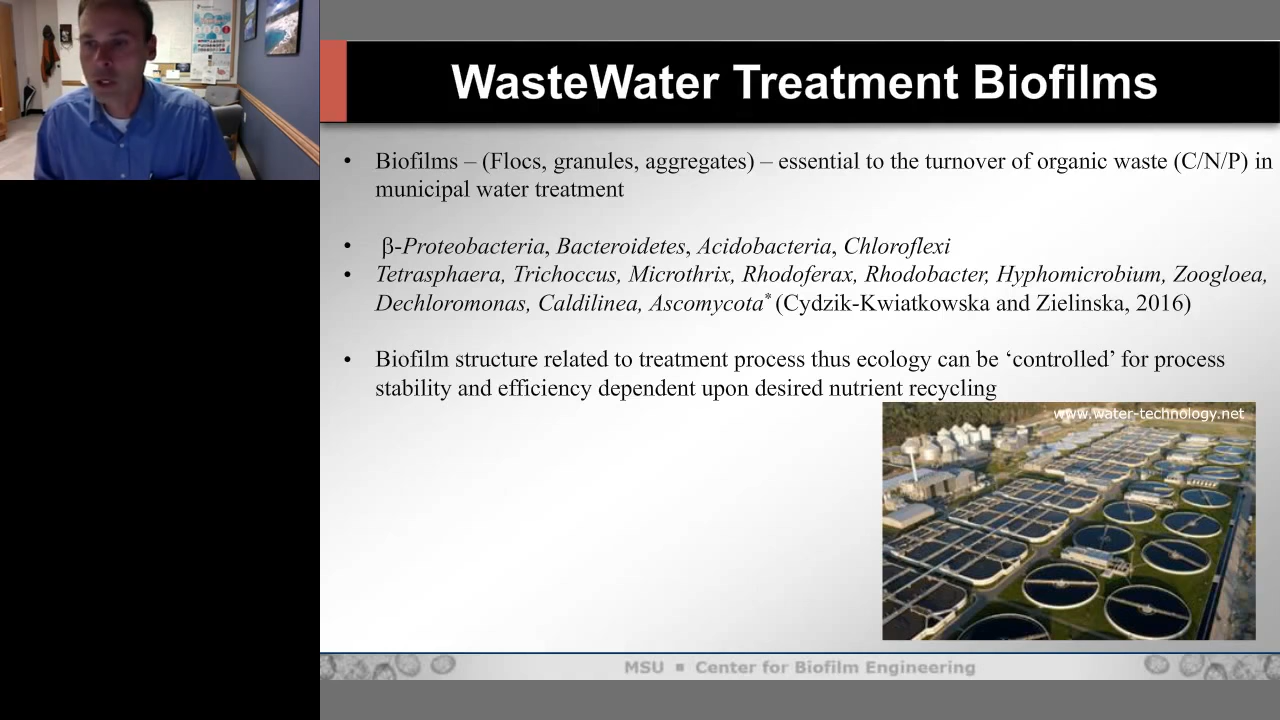 WasteWater Treatment Biofilms
• Biofilms – (Flocs, granules, aggregates) – essential to the turnover of organic waste (C/N/P) in
municipal water treatment
• β-Proteobacteria, Bacteroidetes, Acidobacteria, Chloroflexi
• Tetrasphaera, Trichoccus, Microthrix, Rhodoferax, Rhodobacter, Hyphomicrobium, Zoogloea,
Dechloromonas, Caldilinea, Ascomycota* (Cydzik-Kwiatkowska and Zielinska, 2016)
• Biofilm structure related to treatment process thus ecology can be ‘controlled’ for process
stability and efficiency dependent upon desired nutrient recycling
www.water-technology.net
MSU ▪ Center for Biofilm Engineering